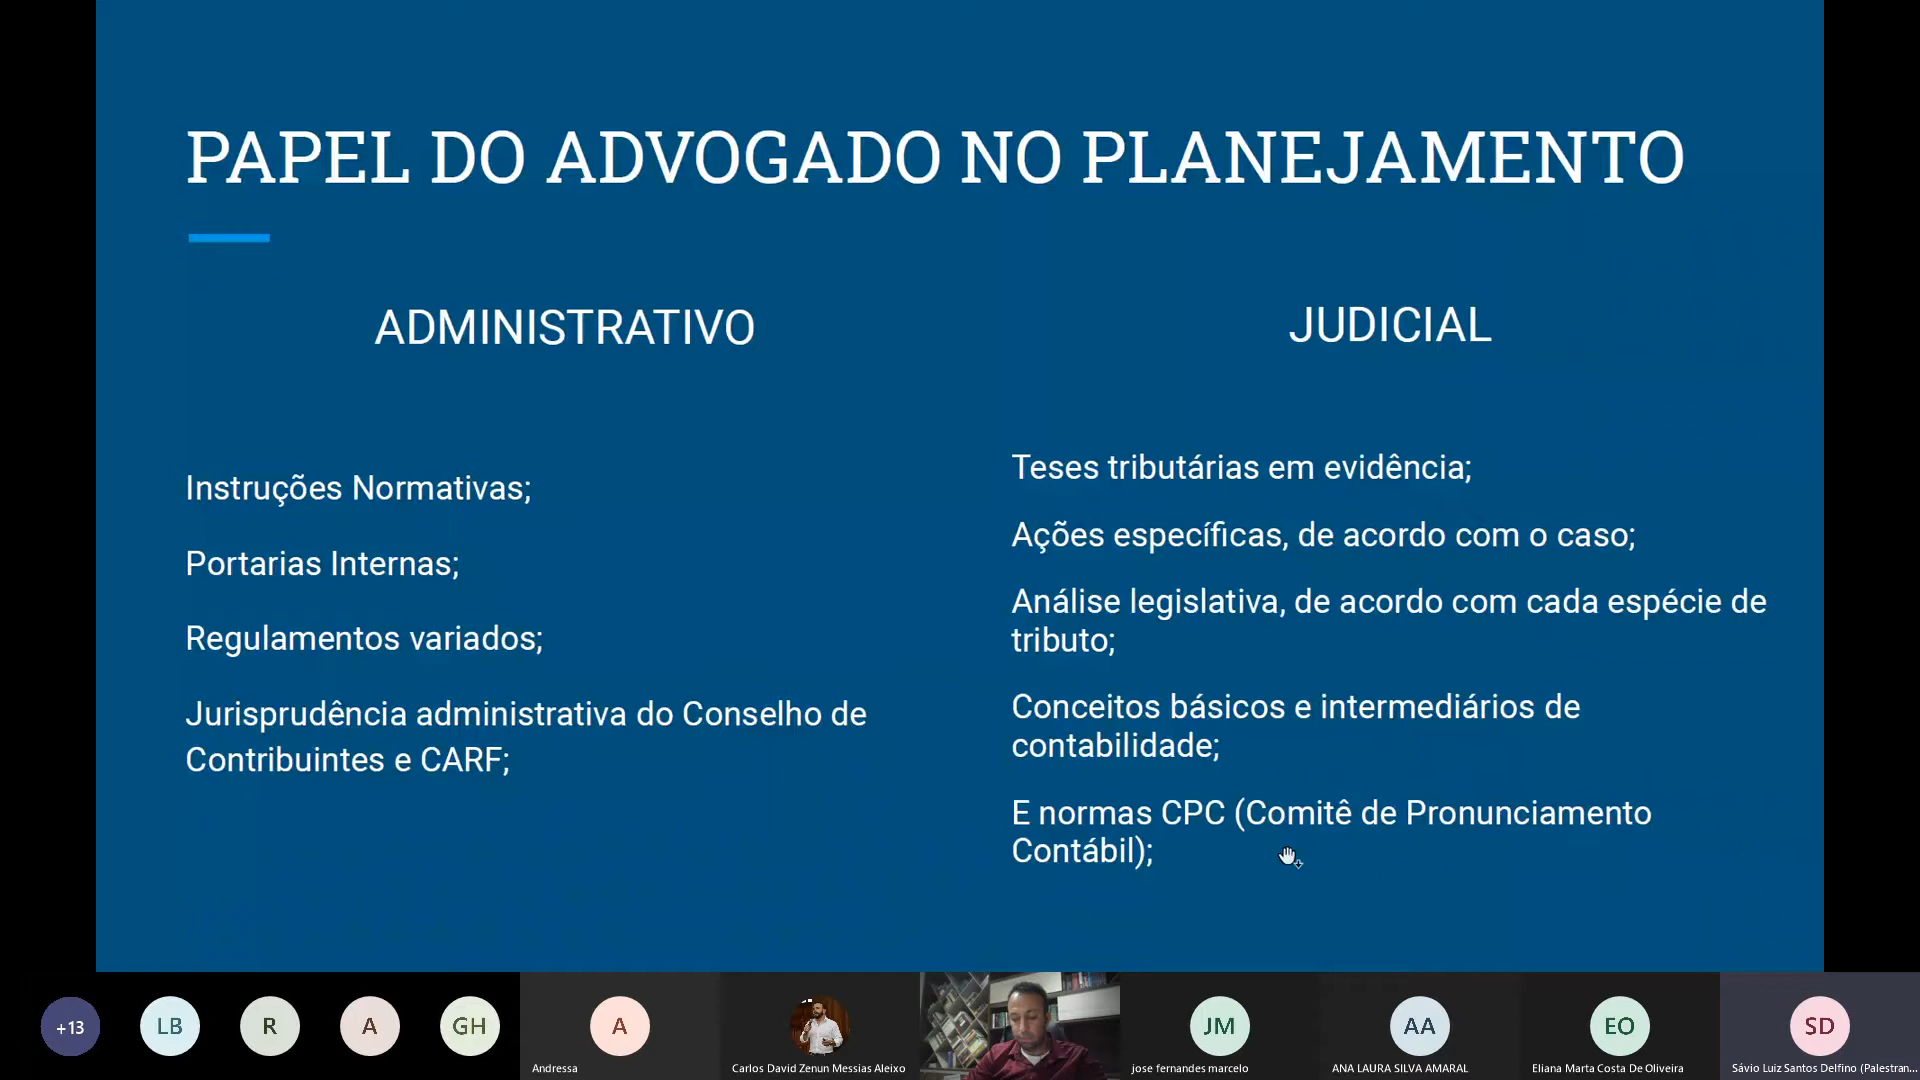 PAPEL DO ADVOGADO NO PLANEJAMENTO
ADMINISTRATIVO
Instruções Normativas;
Portarias Internas;
Regulamentos variados;
Jurisprudência administrativa do Conselho de
Contribuintes e CARF;
JUDICIAL
Teses tributárias em evidência;
Ações específicas, de acordo com o caso;
Análise legislativa, de acordo com cada espécie de
tributo;
Conceitos básicos e intermediários de
contabilidade;
E normas CPC (Comitê de Pronunciamento
Contábil);
+13
LB
R
A
GH
A
Andressa
Carlos David Zenun Messias Aleixo
JM
jose fernandes marcelo
AA
ANA LAURA SILVA AMARAL
EO
Eliana Marta Costa De Oliveira
SD
Sávio Luiz Santos Delfino (Palestran...